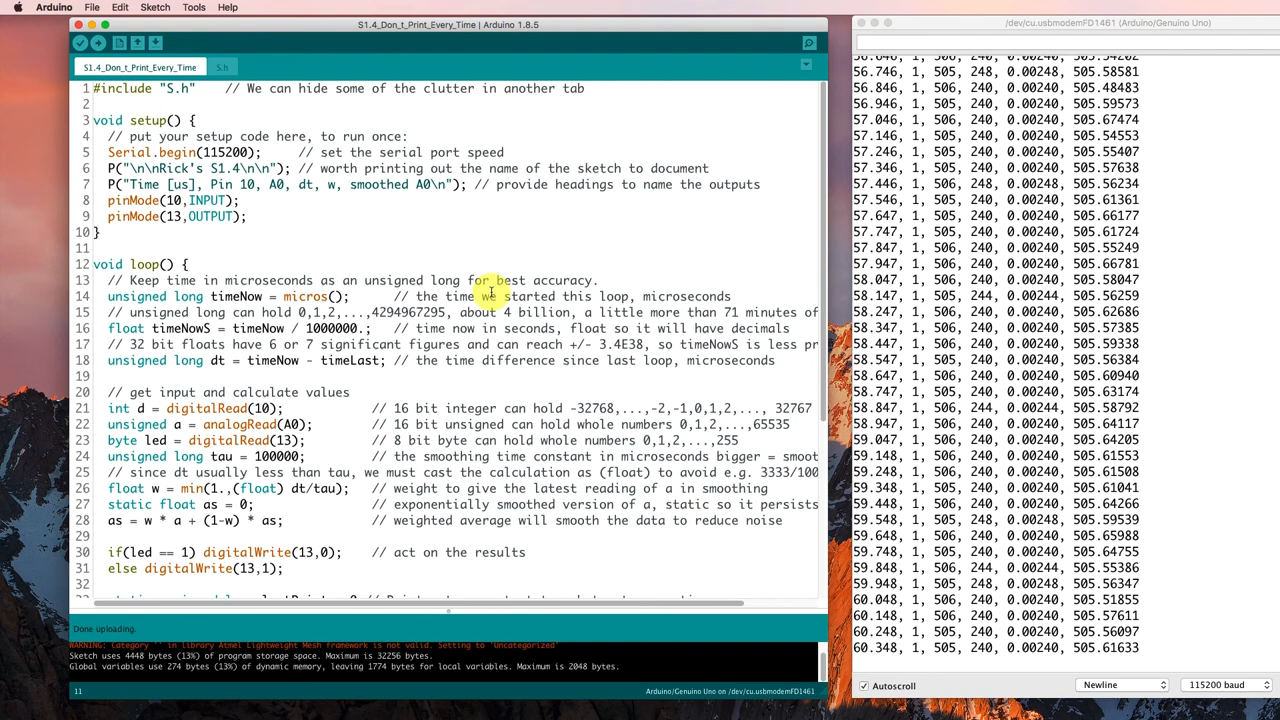 Arduino File Edit Sketch Tools Help
S1.4_Don_t_Print_Every_Time | Arduino 1.8.5
S1.4_Don_t_Print_Every_Time S.h
1 #include "S.h" // We can hide some of the clutter in another tab
2
3 void setup() {
4 // put your setup code here, to run once:
5 Serial.begin(115200); // set the serial port speed
6 P("\n\nRick's S1.4\n\n"); // worth printing out the name of the sketch to document
7 P("Time [us], Pin 10, A0, dt, w, smoothed A0\n"); // provide headings to name the outputs
8 pinMode(10,INPUT);
9 pinMode(13,OUTPUT);
10 }
11
12 void loop() {
13 // Keep time in microseconds as an unsigned long for best accuracy.
14 unsigned long timeNow = micros(); // the time we started this loop, microseconds
15 // unsigned long can hold 0,1,2,...,4294967295, about 4 billion, a little more than 71 minutes of
16 float timeNowS = timeNow / 1000000.; // time now in seconds, float so it will have decimals
17 // 32 bit floats have 6 or 7 significant figures and can reach +/- 3.4E38, so timeNowS is less pr
18 unsigned long dt = timeNow - timeLast; // the time difference since last loop, microseconds
19
20 // get input and calculate values
21 int d = digitalRead(10); // 16 bit integer can hold -32768,...,-2,-1,0,1,2,..., 32767
22 unsigned a = analogRead(A0); // 16 bit unsigned can hold whole numbers 0,1,2,...,65535
23 byte led = digitalRead(13); // 8 bit byte can hold whole numbers 0,1,2,...,255
24 unsigned long tau = 100000; // the smoothing time constant in microseconds bigger = smoot
25 // since dt usually less than tau, we must cast the calculation as (float) to avoid e.g. 3333/100
26 float w = min(1.,(float) dt/tau); // weight to give the latest reading of a in smoothing
27 static float as = 0; // exponentially smoothed version of a, static so it persists
28 as = w * a + (1-w) * as; // weighted average will smooth the data to reduce noise
29
30 if(led == 1) digitalWrite(13,0); // act on the results
31 else digitalWrite(13,1);
32
Done uploading.
WARNING: Category '' in library Atmel Lightweight Mesh framework is not valid. Setting to 'Uncategorized'
Sketch uses 4448 bytes (13%) of program storage space. Maximum is 32256 bytes.
Global variables use 274 bytes (13%) of dynamic memory, leaving 1774 bytes for local variables. Maximum is 2048 bytes.
11 Arduino/Genuino Uno on /dev/cu.usbmodemFD1461
/dev/cu.usbmodemFD1461 (Arduino/Genuino Uno)
56.746, 1, 505, 248, 0.00248, 505.58581
56.846, 1, 506, 240, 0.00240, 505.48483
56.946, 1, 506, 240, 0.00240, 505.59573
57.046, 1, 506, 240, 0.00240, 505.67474
57.146, 1, 505, 240, 0.00240, 505.54553
57.246, 1, 505, 240, 0.00240, 505.55407
57.346, 1, 505, 240, 0.00240, 505.57638
57.446, 1, 506, 248, 0.00248, 505.56234
57.546, 1, 505, 240, 0.00240, 505.61361
57.647, 1, 505, 240, 0.00240, 505.66177
57.747, 1, 505, 240, 0.00240, 505.61724
57.847, 1, 506, 240, 0.00240, 505.55249
57.947, 1, 505, 240, 0.00240, 505.66781
58.047, 1, 505, 240, 0.00240, 505.58047
58.147, 1, 505, 244, 0.00244, 505.56259
58.247, 1, 505, 240, 0.00240, 505.62686
58.347, 1, 505, 240, 0.00240, 505.57385
58.447, 1, 506, 240, 0.00240, 505.59338
58.547, 1, 506, 240, 0.00240, 505.56384
58.647, 1, 505, 240, 0.00240, 505.60940
58.747, 1, 505, 240, 0.00240, 505.63174
58.847, 1, 506, 244, 0.00244, 505.58792
58.947, 1, 505, 240, 0.00240, 505.64117
59.047, 1, 505, 240, 0.00240, 505.64205
59.148, 1, 505, 240, 0.00240, 505.61553
59.248, 1, 505, 240, 0.00240, 505.61508
59.348, 1, 505, 240, 0.00240, 505.61041
59.448, 1, 505, 240, 0.00240, 505.64266
59.548, 1, 505, 244, 0.00244, 505.59539
59.648, 1, 505, 240, 0.00240, 505.65988
59.748, 1, 505, 240, 0.00240, 505.64755
59.848, 1, 506, 244, 0.00244, 505.55386
59.948, 1, 505, 240, 0.00240, 505.56347
60.048, 1, 506, 240, 0.00240, 505.51855
60.148, 1, 505, 240, 0.00240, 505.57611
60.248, 1, 505, 240, 0.00240, 505.56097
60.348, 1, 505, 240, 0.00240, 505.61693
Autoscroll Newline 115200 baud